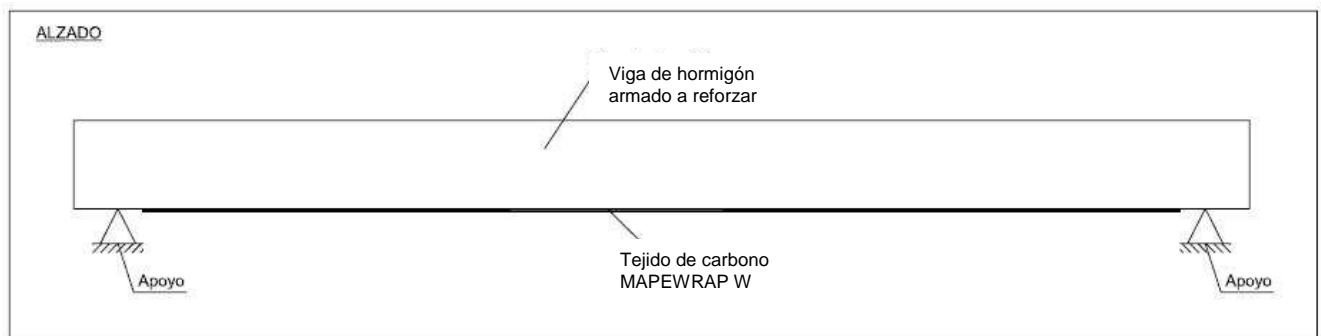 ALZADO
Viga de hormigón
armado a reforzar
Tejido de carbono
MAPEWRAP W
Apoyo
Apoyo